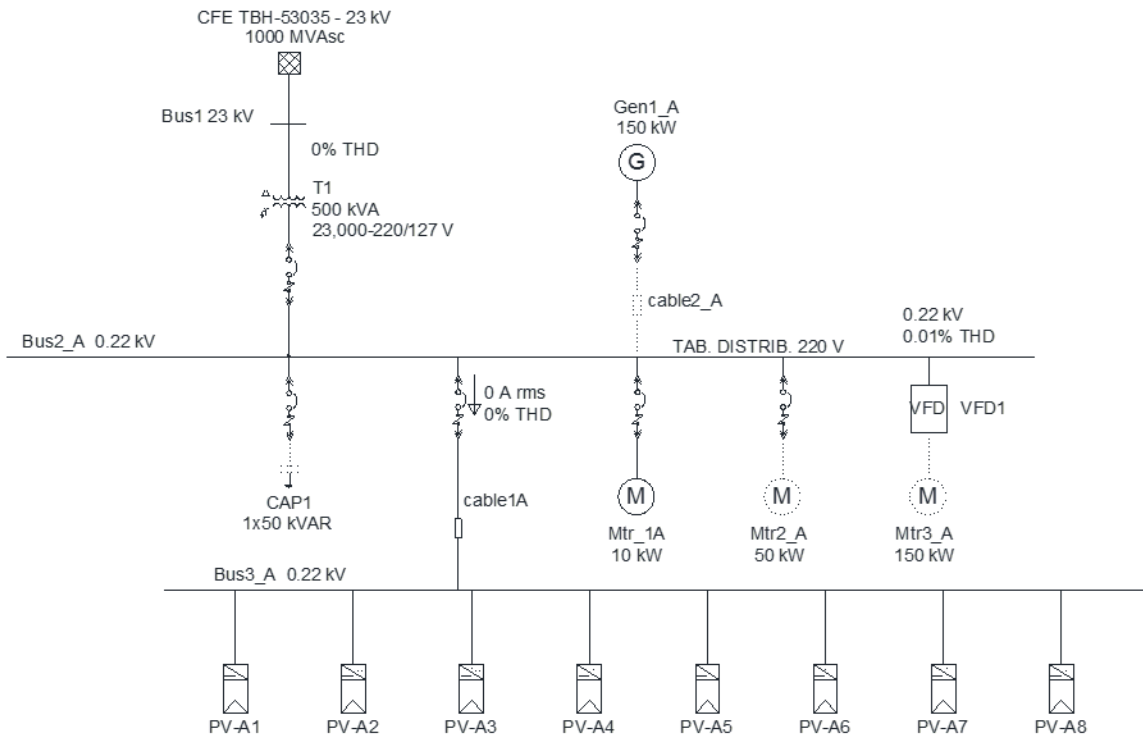 CFE TBH-53035 - 23 kV
1000 MVAsc
Bus1 23 kV
0% THD
T1
500 kVA
23,000-220/127 V
Gen1_A
150 kW
G
cable2_A
Bus2_A 0.22 kV
TAB. DISTRIB. 220 V
0.22 kV
0.01% THD
0 A rms
0% THD
VFD
VFD1
CAP1
1x50 kVAR
cable1A
M
Mtr_1A
10 kW
M
Mtr2_A
50 kW
M
Mtr3_A
150 kW
Bus3_A 0.22 kV
PV-A1
PV-A2
PV-A3
PV-A4
PV-A5
PV-A6
PV-A7
PV-A8